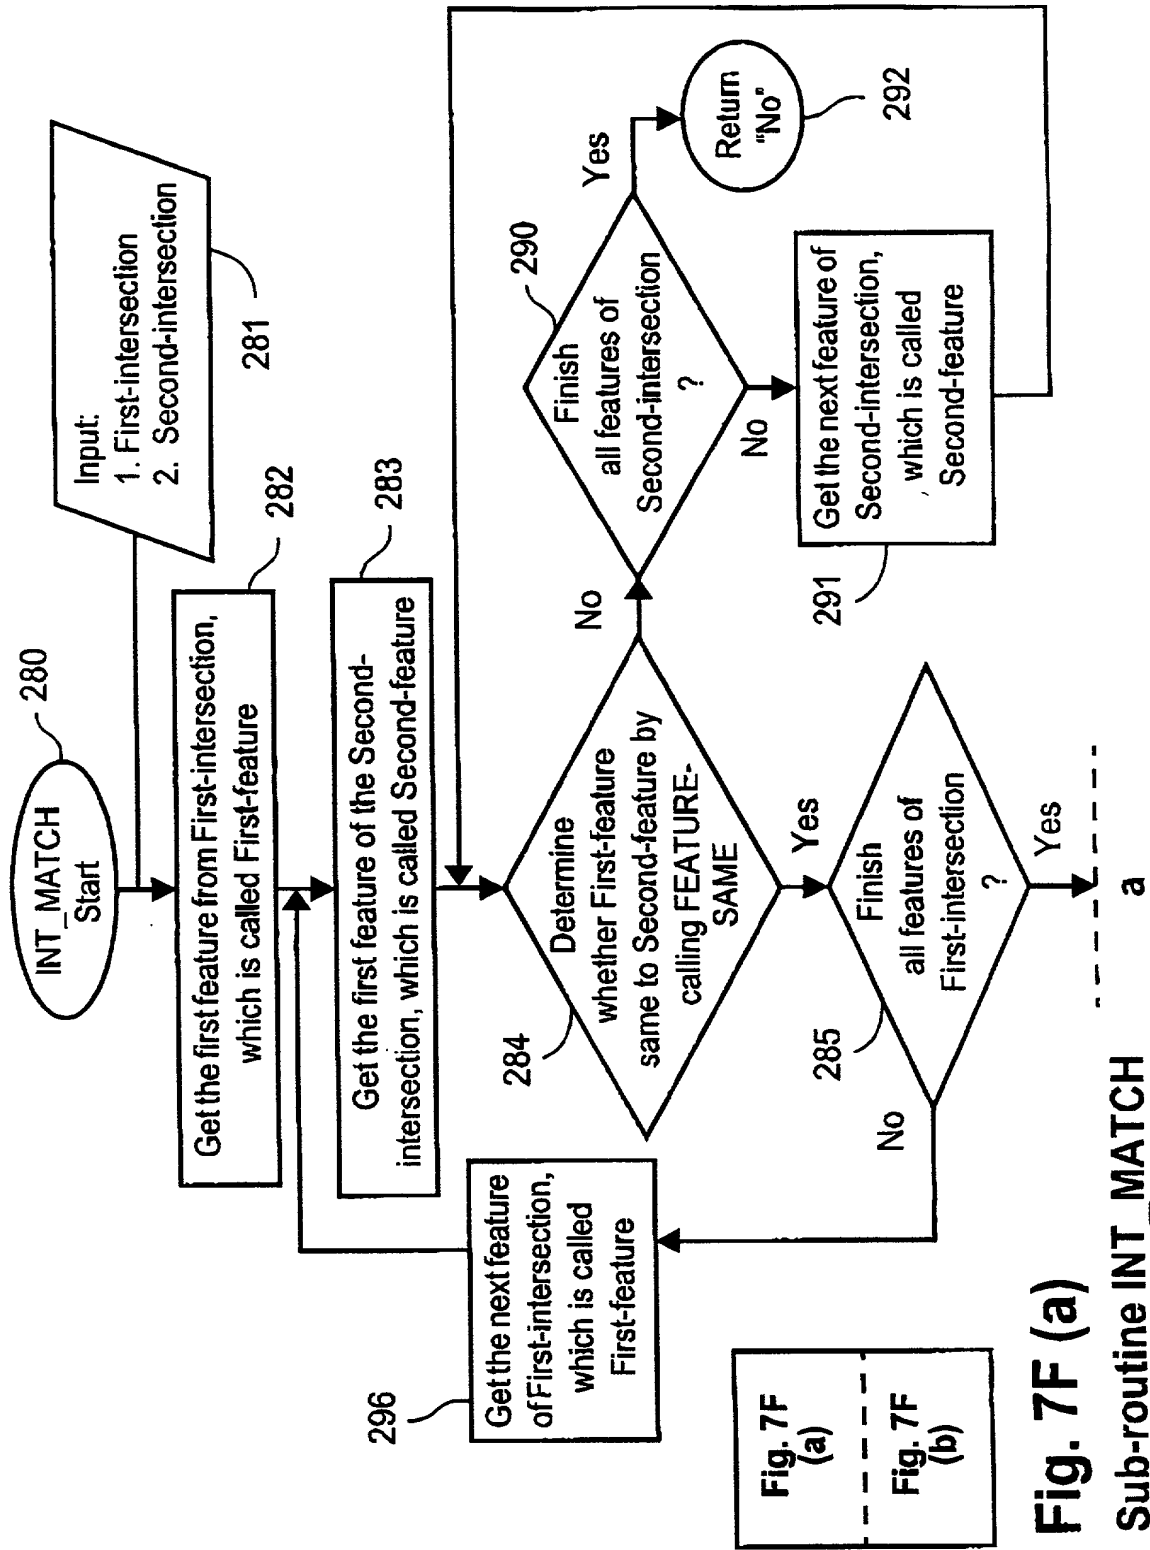 INT_MATCH
Start
280
Input:
1. First-intersection
2. Second-intersection
281
Get the first feature from First-intersection,
which is called First-feature
282
Get the first feature of the Second-
intersection, which is called Second-feature
283
Determine
whether First-feature
same to Second-feature by
calling FEATURE-
SAME
284
No
Yes
Finish
all features of
Second-intersection
?
290
Yes
Return
"No"
292
No
Get the next feature of
Second-intersection,
which is called
Second-feature
291
Finish
all features of
First-intersection
?
285
No
Yes
Get the next feature
of First-intersection,
which is called
First-feature
296
a
Fig. 7F
(a)
Fig. 7F
(b)
Fig. 7F (a)
Sub-routine INT_MATCH